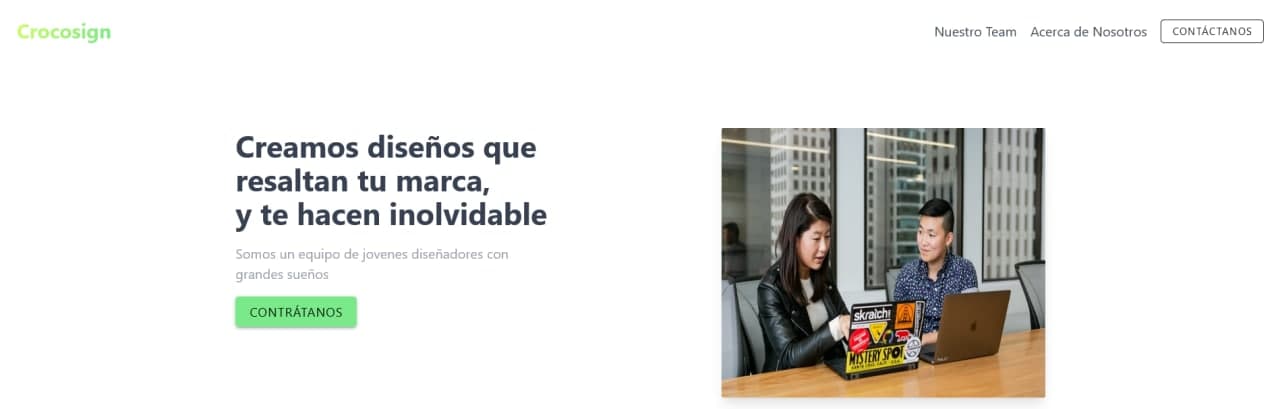 Crocosign
Nuestro Team
Acerca de Nosotros
CONTÁCTANOS
Creamos diseños que
resaltan tu marca,
y te hacen inolvidable
Somos un equipo de jovenes diseñadores con
grandes sueños
CONTRÁTANOS
skratch
MYSTERY SPOT